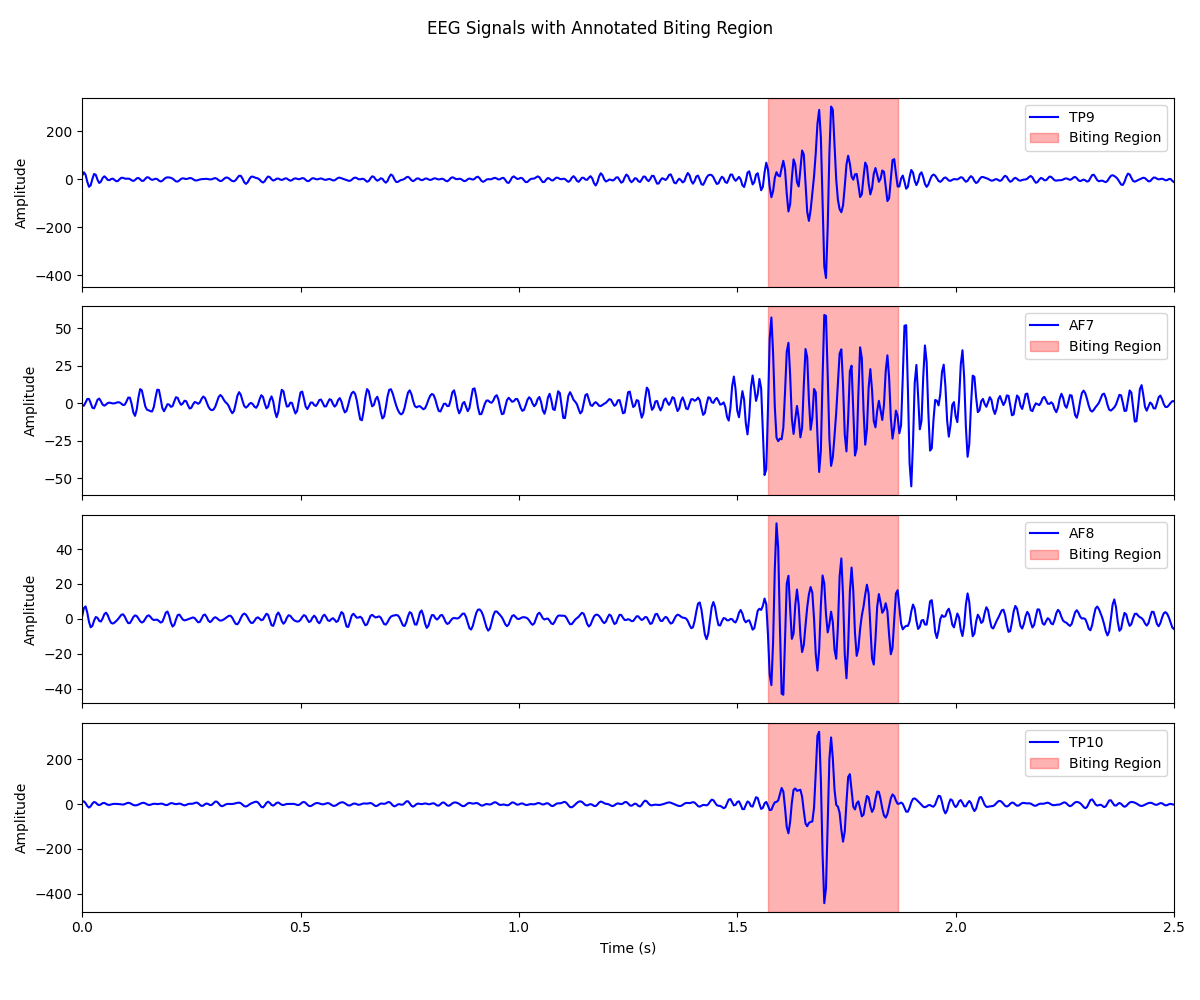 EEG Signals with Annotated Biting Region
Amplitude
200
0
−200
−400
TP9
Biting Region
Amplitude
50
25
0
−25
−50
AF7
Biting Region
Amplitude
40
20
0
−20
−40
AF8
Biting Region
Amplitude
200
0
−200
−400
TP10
Biting Region
0.0 0.5 1.0 1.5 2.0 2.5
Time (s)